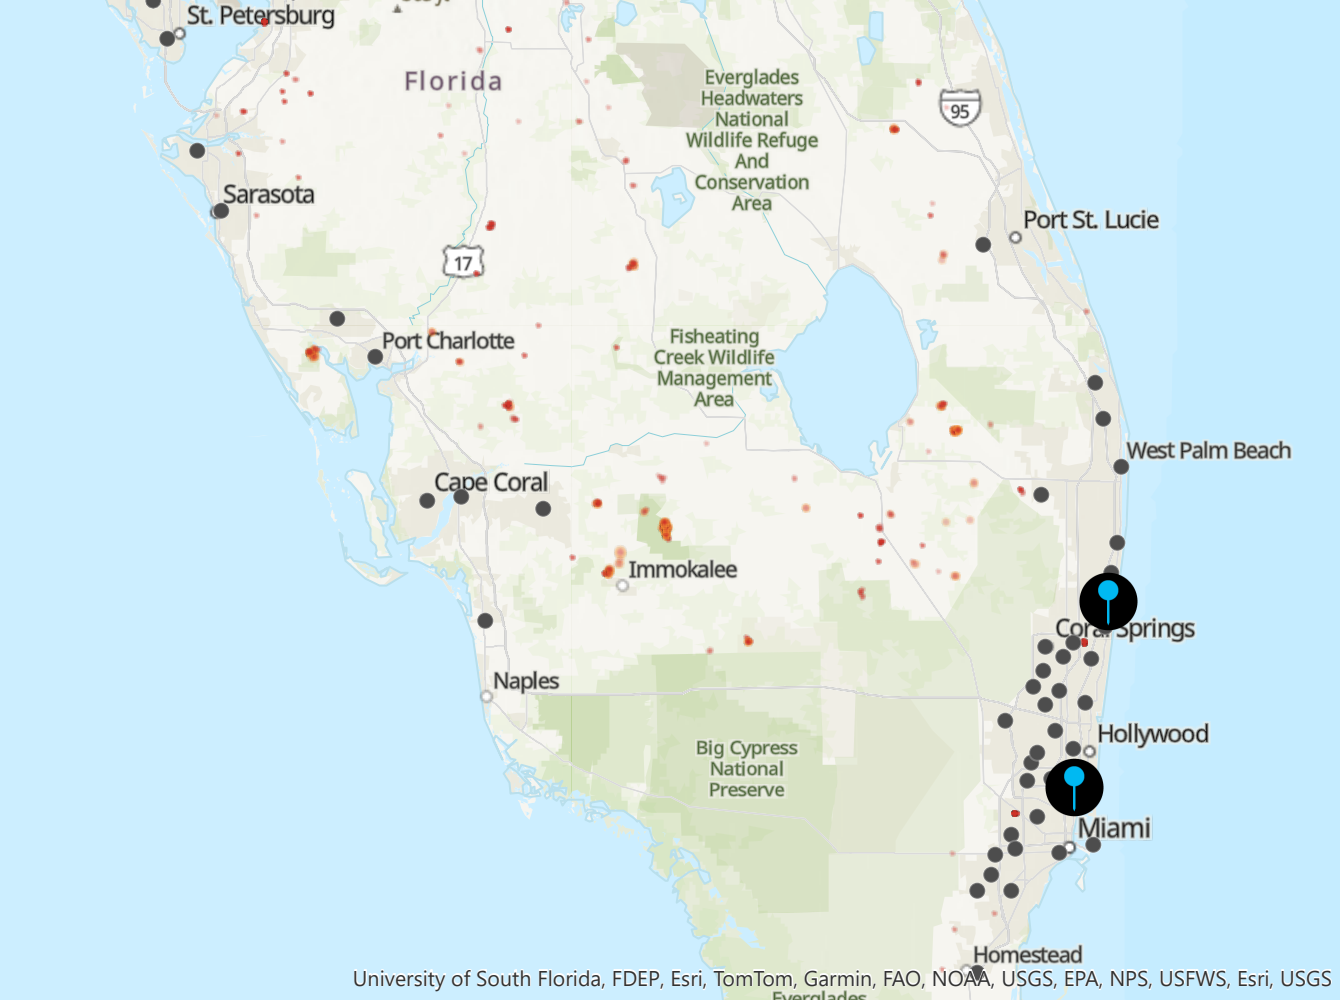 St. Petersburg
Florida
Everglades
Headwaters
National
Wildlife Refuge
And
Conservation
Area
95
Sarasota
Port St. Lucie
17
Port Charlotte
Fisheating
Creek Wildlife
Management
Area
West Palm Beach
Cape Coral
Immokalee
Coral Springs
Naples
Hollywood
Big Cypress
National
Preserve
Miami
Homestead
University of South Florida, FDEP, Esri, TomTom, Garmin, FAO, NOAA, USGS, EPA, NPS, USFWS, Esri, USGS
Everglades